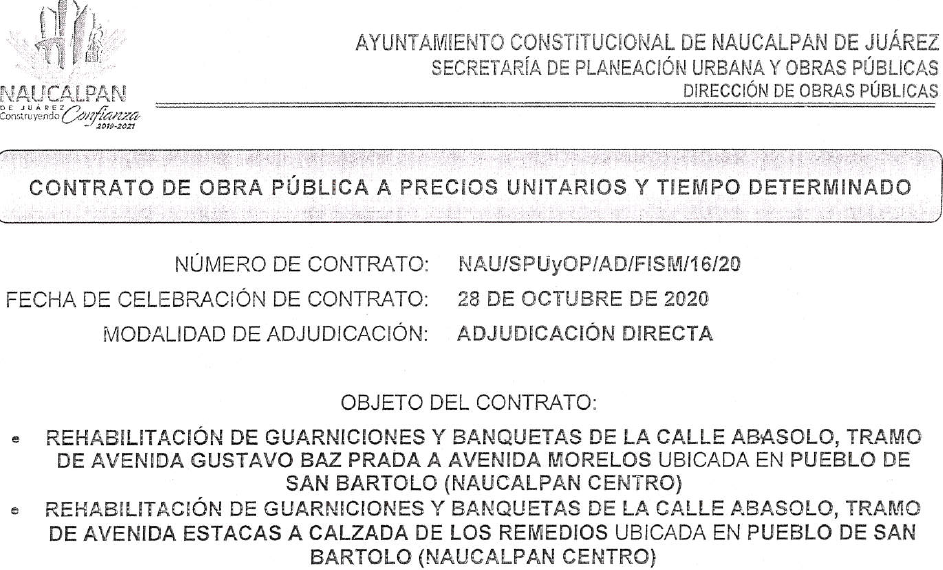 NAUCALPAN
DE JUÁREZ
Construyendo Confianza
2019-2021
AYUNTAMIENTO CONSTITUCIONAL DE NAUCALPAN DE JUÁREZ
SECRETARÍA DE PLANEACIÓN URBANA Y OBRAS PÚBLICAS
DIRECCIÓN DE OBRAS PÚBLICAS
CONTRATO DE OBRA PÚBLICA A PRECIOS UNITARIOS Y TIEMPO DETERMINADO
NÚMERO DE CONTRATO: NAU/SPUyOP/AD/FISM/16/20
FECHA DE CELEBRACIÓN DE CONTRATO: 28 DE OCTUBRE DE 2020
MODALIDAD DE ADJUDICACIÓN: ADJUDICACIÓN DIRECTA
OBJETO DEL CONTRATO:
• REHABILITACIÓN DE GUARNICIONES Y BANQUETAS DE LA CALLE ABASOLO, TRAMO
DE AVENIDA GUSTAVO BAZ PRADA A AVENIDA MORELOS UBICADA EN PUEBLO DE
SAN BARTOLO (NAUCALPAN CENTRO)
• REHABILITACIÓN DE GUARNICIONES Y BANQUETAS DE LA CALLE ABASOLO, TRAMO
DE AVENIDA ESTACAS A CALZADA DE LOS REMEDIOS UBICADA EN PUEBLO DE SAN
BARTOLO (NAUCALPAN CENTRO)